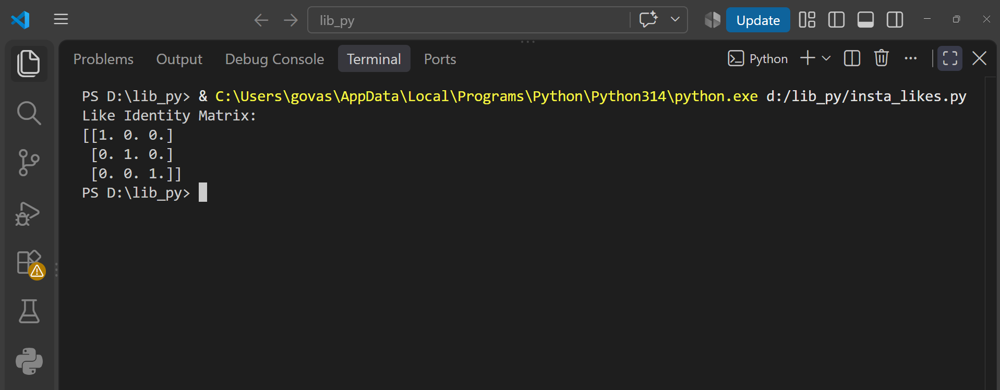 lib_py
Update
Problems Output Debug Console Terminal Ports
Python
PS D:\lib_py> & C:\Users\govas\AppData\Local\Programs\Python\Python314\python.exe d:/lib_py/insta_likes.py
Like Identity Matrix:
[[1. 0. 0.]
 [0. 1. 0.]
 [0. 0. 1.]]
PS D:\lib_py>